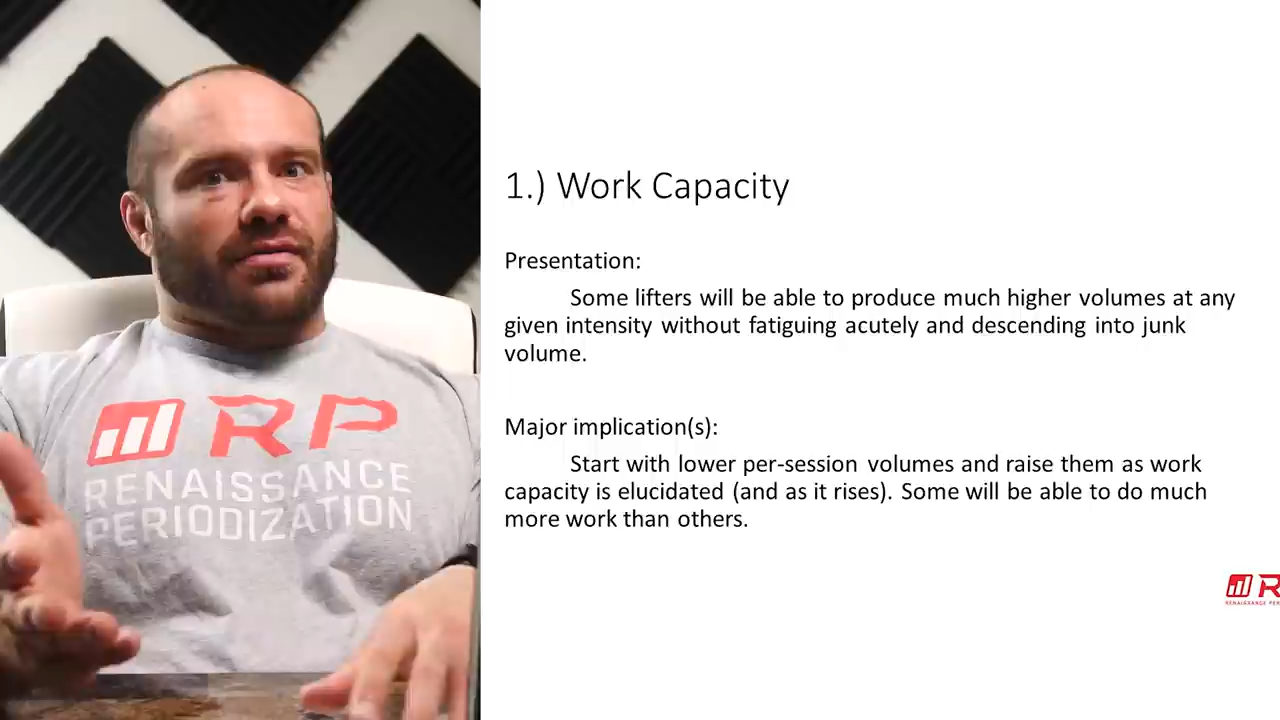 RP
RENAISSANCE
PERIODIZATION
1.) Work Capacity
Presentation:
Some lifters will be able to produce much higher volumes at any
given intensity without fatiguing acutely and descending into junk
volume.
Major implication(s):
Start with lower per-session volumes and raise them as work
capacity is elucidated (and as it rises). Some will be able to do much
more work than others.